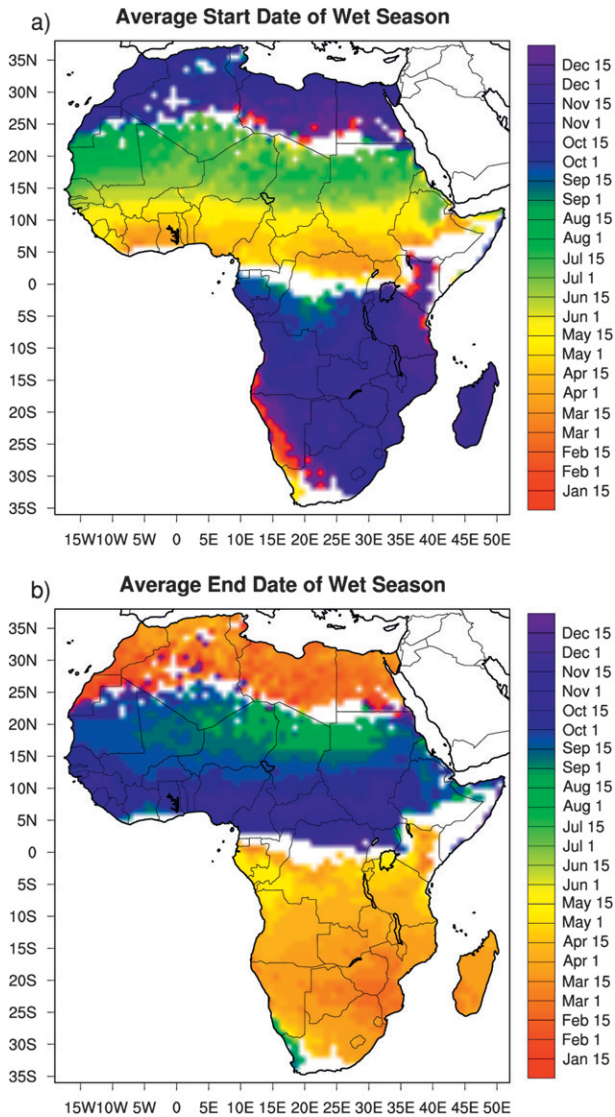 Average Start Date of Wet Season
a)
35N
30N
25N
20N
15N
10N
5N
0
5S
10S
15S
20S
25S
30S
35S
15W 10W 5W 0 5E 10E 15E 20E 25E 30E 35E 40E 45E 50E
Dec 15
Dec 1
Nov 15
Nov 1
Oct 15
Oct 1
Sep 15
Sep 1
Aug 15
Aug 1
Jul 15
Jul 1
Jun 15
Jun 1
May 15
May 1
Apr 15
Apr 1
Mar 15
Mar 1
Feb 15
Feb 1
Jan 15
Average End Date of Wet Season
b)
35N
30N
25N
20N
15N
10N
5N
0
5S
10S
15S
20S
25S
30S
35S
15W 10W 5W 0 5E 10E 15E 20E 25E 30E 35E 40E 45E 50E
Dec 15
Dec 1
Nov 15
Nov 1
Oct 15
Oct 1
Sep 15
Sep 1
Aug 15
Aug 1
Jul 15
Jul 1
Jun 15
Jun 1
May 15
May 1
Apr 15
Apr 1
Mar 15
Mar 1
Feb 15
Feb 1
Jan 15